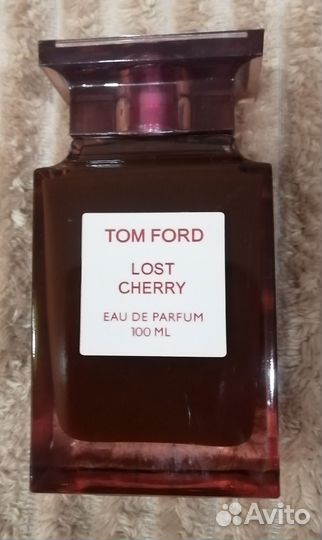 TOM FORD
LOST
CHERRY
EAU DE PARFUM
100 ML
Avito